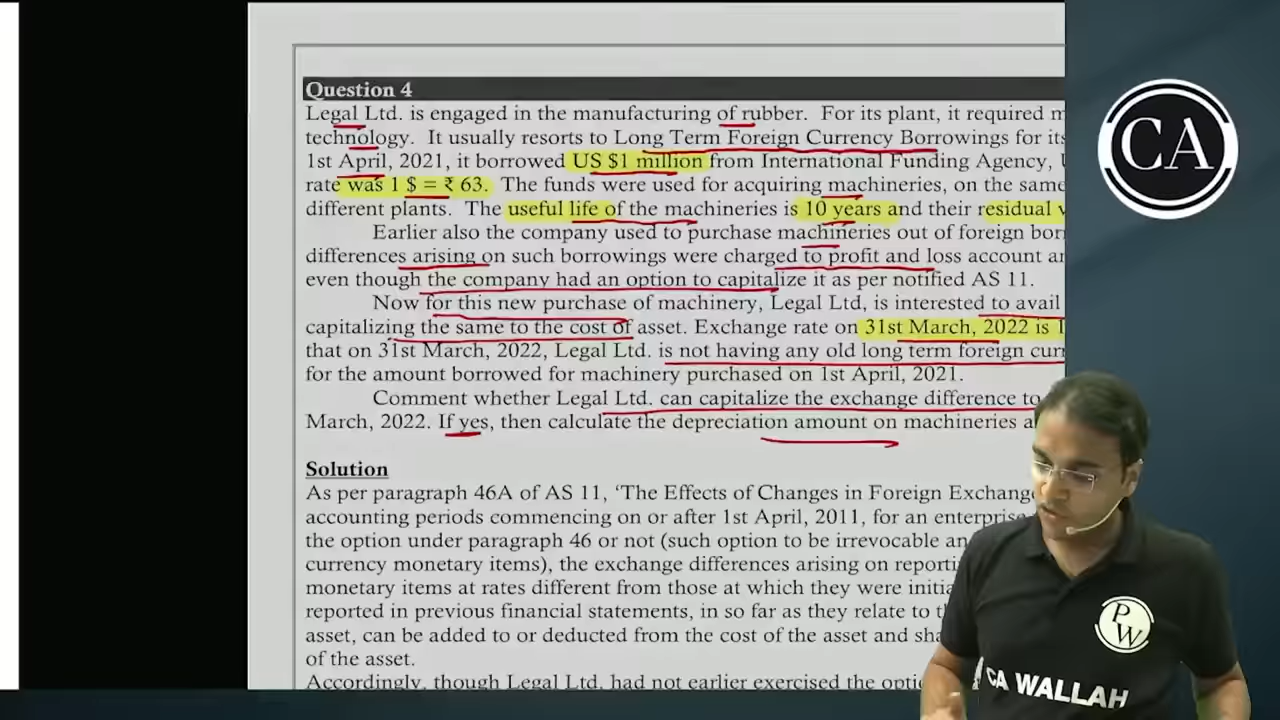 Question 4
Legal Ltd. is engaged in the manufacturing of rubber. For its plant, it required
technology. It usually resorts to Long Term Foreign Currency Borrowings for its
1st April, 2021, it borrowed US $1 million from International Funding Agency,
rate was 1 $ = ₹ 63. The funds were used for acquiring machineries, on the same
different plants. The useful life of the machineries is 10 years and their residual
Earlier also the company used to purchase machineries out of foreign
differences arising on such borrowings were charged to profit and loss account
even though the company had an option to capitalize it as per notified AS 11.
Now for this new purchase of machinery, Legal Ltd, is interested to avail
capitalizing the same to the cost of asset. Exchange rate on 31st March, 2022 is
that on 31st March, 2022, Legal Ltd. is not having any old long term foreign
for the amount borrowed for machinery purchased on 1st April, 2021.
Comment whether Legal Ltd. can capitalize the exchange difference to
March, 2022. If yes, then calculate the depreciation amount on machineries
Solution
As per paragraph 46A of AS 11, ‘The Effects of Changes in Foreign Exchange
accounting periods commencing on or after 1st April, 2011, for an enterprise
the option under paragraph 46 or not (such option to be irrevocable
currency monetary items), the exchange differences arising on
monetary items at rates different from those at which they were
reported in previous financial statements, in so far as they relate to
asset, can be added to or deducted from the cost of the asset and
of the asset.
Accordingly, though Legal Ltd. had not earlier exercised the
CA
PW
CA WALLAH